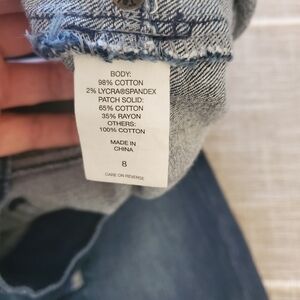 BODY:
98% COTTON
2% LYCRA®SPANDEX
PATCH SOLID:
65% COTTON
35% RAYON
OTHERS:
100% COTTON
MADE IN
CHINA
8
CARE ON REVERSE